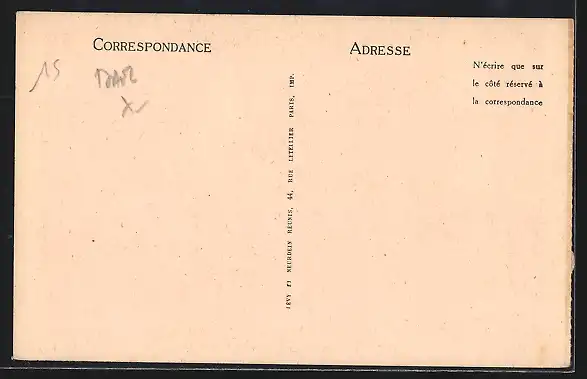 CORRESPONDANCE
ADRESSE
N'écrire que sur
le côté réservé à
la correspondance
15
LÉVY ET NEURDEIN RÉUNIS, 44, RUE LETELLIER PARIS, IMP.